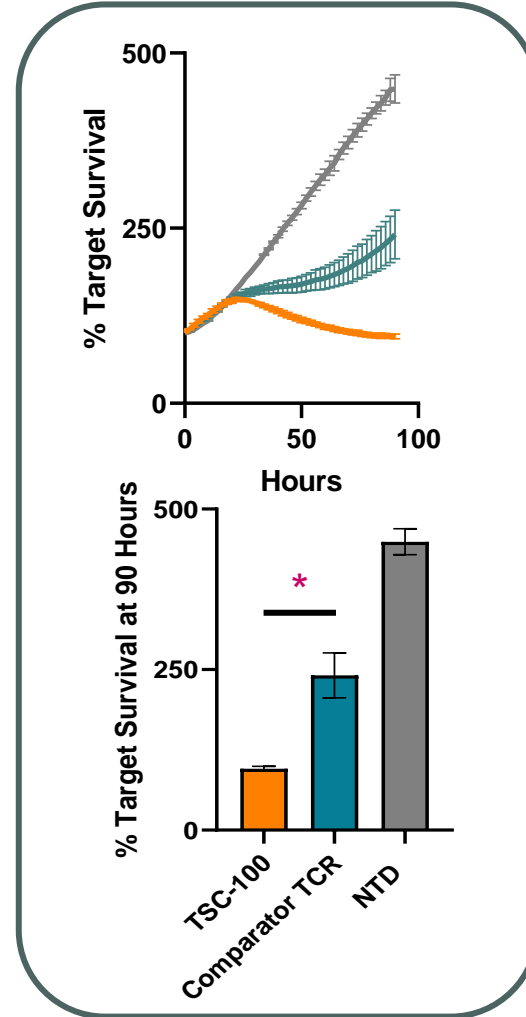 500
250
0
% Target Survival
0
50
100
Hours
500
250
0
% Target Survival at 90 Hours
*
TSC-100
Comparator TCR
NTD